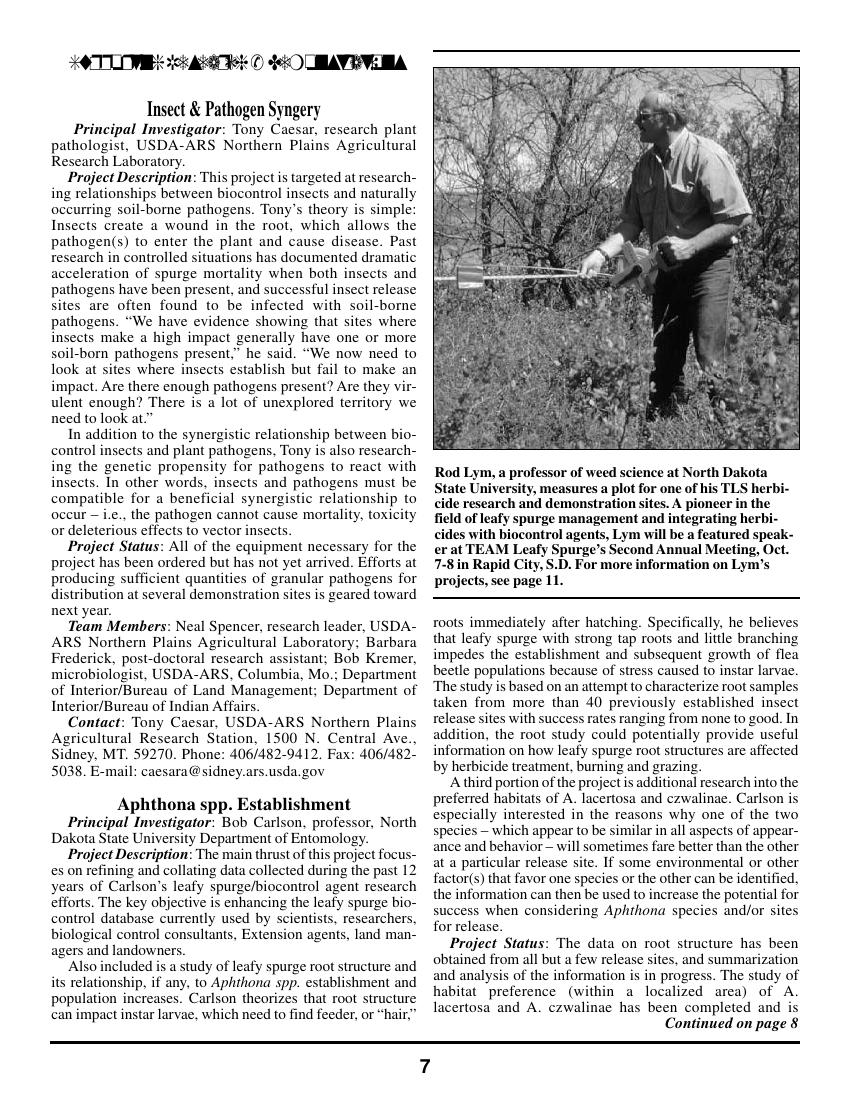 Insect & Pathogen Syngery
Principal Investigator: Tony Caesar, research plant
pathologist, USDA-ARS Northern Plains Agricultural
Research Laboratory.
Project Description: This project is targeted at research-
ing relationships between biocontrol insects and naturally
occurring soil-borne pathogens. Tony's theory is simple:
Insects create a wound in the root, which allows the
pathogen(s) to enter the plant and cause disease. Past
research in controlled situations has documented dramatic
acceleration of spurge mortality when both insects and
pathogens have been present, and successful insect release
sites are often found to be infected with soil-borne
pathogens. “We have evidence showing that sites where
insects make a high impact generally have one or more
soil-born pathogens present,” he said. “We now need to
look at sites where insects establish but fail to make an
impact. Are there enough pathogens present? Are they vir-
ulent enough? There is a lot of unexplored territory we
need to look at.”
In addition to the synergistic relationship between bio-
control insects and plant pathogens, Tony is also research-
ing the genetic propensity for pathogens to react with
insects. In other words, insects and pathogens must be
compatible for a beneficial synergistic relationship to
occur – i.e., the pathogen cannot cause mortality, toxicity
or deleterious effects to vector insects.
Project Status: All of the equipment necessary for the
project has been ordered but has not yet arrived. Efforts at
producing sufficient quantities of granular pathogens for
distribution at several demonstration sites is geared toward
next year.
Team Members: Neal Spencer, research leader, USDA-
ARS Northern Plains Agricultural Laboratory; Barbara
Frederick, post-doctoral research assistant; Bob Kremer,
microbiologist, USDA-ARS, Columbia, Mo.; Department
of Interior/Bureau of Land Management; Department of
Interior/Bureau of Indian Affairs.
Contact: Tony Caesar, USDA-ARS Northern Plains
Agricultural Research Station, 1500 N. Central Ave.,
Sidney, MT. 59270. Phone: 406/482-9412. Fax: 406/482-
5038. E-mail: caesara@sidney.ars.usda.gov
Aphthona spp. Establishment
Principal Investigator: Bob Carlson, professor, North
Dakota State University Department of Entomology.
Project Description: The main thrust of this project focus-
es on refining and collating data collected during the past 12
years of Carlson's leafy spurge/biocontrol agent research
efforts. The key objective is enhancing the leafy spurge bio-
control database currently used by scientists, researchers,
biological control consultants, Extension agents, land man-
agers and landowners.
Also included is a study of leafy spurge root structure and
its relationship, if any, to Aphthona spp. establishment and
population increases. Carlson theorizes that root structure
can impact instar larvae, which need to find feeder, or “hair,”
Rod Lym, a professor of weed science at North Dakota
State University, measures a plot for one of his TLS herbi-
cide research and demonstration sites. A pioneer in the
field of leafy spurge management and integrating herbi-
cides with biocontrol agents, Lym will be a featured speak-
er at TEAM Leafy Spurge's Second Annual Meeting, Oct.
7-8 in Rapid City, S.D. For more information on Lym's
projects, see page 11.
roots immediately after hatching. Specifically, he believes
that leafy spurge with strong tap roots and little branching
impedes the establishment and subsequent growth of flea
beetle populations because of stress caused to instar larvae.
The study is based on an attempt to characterize root samples
taken from more than 40 previously established insect
release sites with success rates ranging from none to good. In
addition, the root study could potentially provide useful
information on how leafy spurge root structures are affected
by herbicide treatment, burning and grazing.
A third portion of the project is additional research into the
preferred habitats of A. lacertosa and czwalinae. Carlson is
especially interested in the reasons why one of the two
species – which appear to be similar in all aspects of appear-
ance and behavior – will sometimes fare better than the other
at a particular release site. If some environmental or other
factor(s) that favor one species or the other can be identified,
the information can then be used to increase the potential for
success when considering Aphthona species and/or sites
for release.
Project Status: The data on root structure has been
obtained from all but a few release sites, and summarization
and analysis of the information is in progress. The study of
habitat preference (within a localized area) of A.
lacertosa and A. czwalinae has been completed and is
Continued on page 8
7